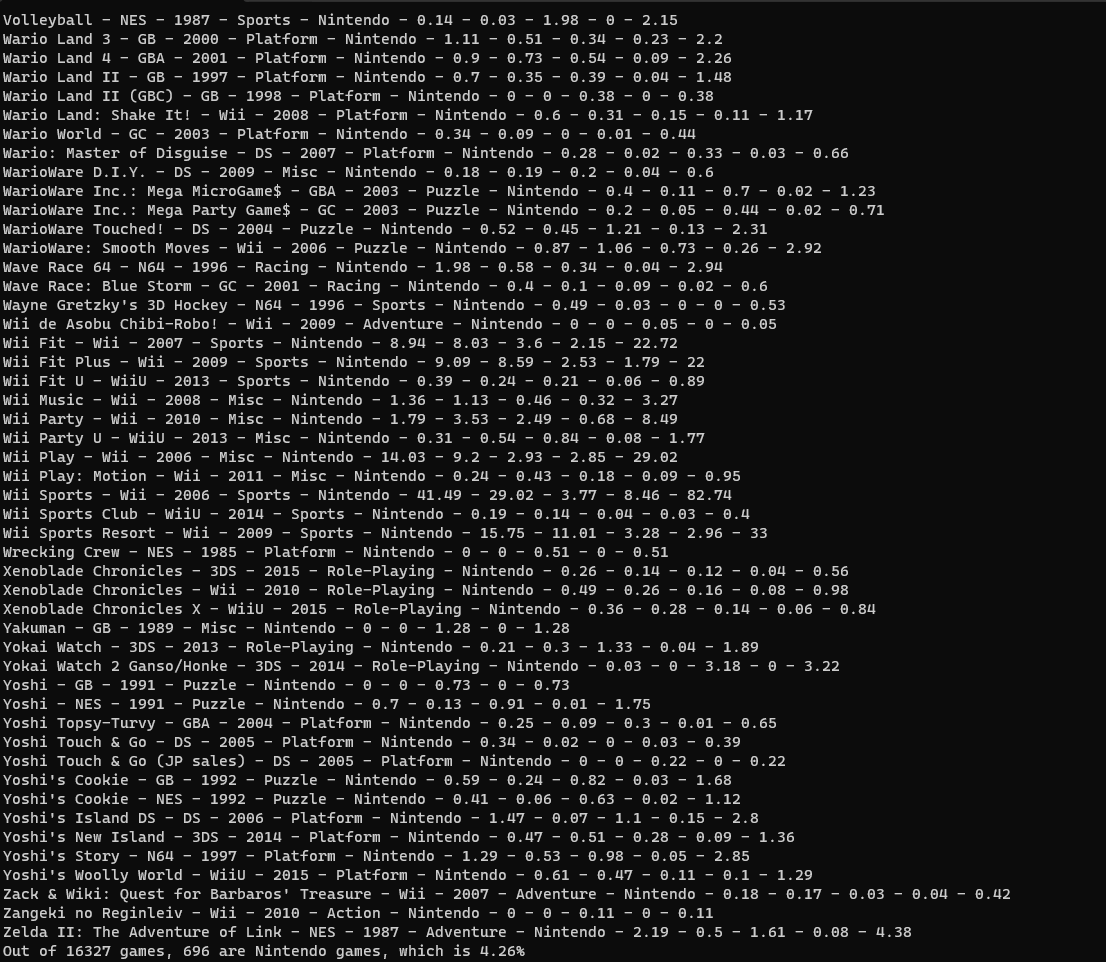 Volleyball - NES - 1987 - Sports - Nintendo - 0.14 - 0.03 - 1.98 - 0 - 2.15
Wario Land 3 - GB - 2000 - Platform - Nintendo - 1.11 - 0.51 - 0.34 - 0.23 - 2.2
Wario Land 4 - GBA - 2001 - Platform - Nintendo - 0.9 - 0.73 - 0.54 - 0.09 - 2.26
Wario Land II - GB - 1997 - Platform - Nintendo - 0.7 - 0.35 - 0.39 - 0.04 - 1.48
Wario Land II (GBC) - GB - 1998 - Platform - Nintendo - 0 - 0 - 0.38 - 0 - 0.38
Wario Land: Shake It! - Wii - 2008 - Platform - Nintendo - 0.6 - 0.31 - 0.15 - 0.11 - 1.17
Wario World - GC - 2003 - Platform - Nintendo - 0.34 - 0.09 - 0 - 0.01 - 0.44
Wario: Master of Disguise - DS - 2007 - Platform - Nintendo - 0.28 - 0.02 - 0.33 - 0.03 - 0.66
WarioWare D.I.Y. - DS - 2009 - Misc - Nintendo - 0.18 - 0.19 - 0.2 - 0.04 - 0.6
WarioWare Inc.: Mega MicroGame$ - GBA - 2003 - Puzzle - Nintendo - 0.4 - 0.11 - 0.7 - 0.02 - 1.23
WarioWare Inc.: Mega Party Game$ - GC - 2003 - Puzzle - Nintendo - 0.2 - 0.05 - 0.44 - 0.02 - 0.71
WarioWare Touched! - DS - 2004 - Puzzle - Nintendo - 0.52 - 0.45 - 1.21 - 0.13 - 2.31
WarioWare: Smooth Moves - Wii - 2006 - Puzzle - Nintendo - 0.87 - 1.06 - 0.73 - 0.26 - 2.92
Wave Race 64 - N64 - 1996 - Racing - Nintendo - 1.98 - 0.58 - 0.34 - 0.04 - 2.94
Wave Race: Blue Storm - GC - 2001 - Racing - Nintendo - 0.4 - 0.1 - 0.09 - 0.02 - 0.6
Wayne Gretzky's 3D Hockey - N64 - 1996 - Sports - Nintendo - 0.49 - 0.03 - 0 - 0 - 0.53
Wii de Asobu Chibi-Robo! - Wii - 2009 - Adventure - Nintendo - 0 - 0 - 0.05 - 0 - 0.05
Wii Fit - Wii - 2007 - Sports - Nintendo - 8.94 - 8.03 - 3.6 - 2.15 - 22.72
Wii Fit Plus - Wii - 2009 - Sports - Nintendo - 9.09 - 8.59 - 2.53 - 1.79 - 22
Wii Fit U - WiiU - 2013 - Sports - Nintendo - 0.39 - 0.24 - 0.21 - 0.06 - 0.89
Wii Music - Wii - 2008 - Misc - Nintendo - 1.36 - 1.13 - 0.46 - 0.32 - 3.27
Wii Party - Wii - 2010 - Misc - Nintendo - 1.79 - 3.53 - 2.49 - 0.68 - 8.49
Wii Party U - WiiU - 2013 - Misc - Nintendo - 0.31 - 0.54 - 0.84 - 0.08 - 1.77
Wii Play - Wii - 2006 - Misc - Nintendo - 14.03 - 9.2 - 2.93 - 2.85 - 29.02
Wii Play: Motion - Wii - 2011 - Misc - Nintendo - 0.24 - 0.43 - 0.18 - 0.09 - 0.95
Wii Sports - Wii - 2006 - Sports - Nintendo - 41.49 - 29.02 - 3.77 - 8.46 - 82.74
Wii Sports Club - WiiU - 2014 - Sports - Nintendo - 0.19 - 0.14 - 0.04 - 0.03 - 0.4
Wii Sports Resort - Wii - 2009 - Sports - Nintendo - 15.75 - 11.01 - 3.28 - 2.96 - 33
Wrecking Crew - NES - 1985 - Platform - Nintendo - 0 - 0 - 0.51 - 0 - 0.51
Xenoblade Chronicles - 3DS - 2015 - Role-Playing - Nintendo - 0.26 - 0.14 - 0.12 - 0.04 - 0.56
Xenoblade Chronicles - Wii - 2010 - Role-Playing - Nintendo - 0.49 - 0.26 - 0.16 - 0.08 - 0.98
Xenoblade Chronicles X - WiiU - 2015 - Role-Playing - Nintendo - 0.36 - 0.28 - 0.14 - 0.06 - 0.84
Yakuman - GB - 1989 - Misc - Nintendo - 0 - 0 - 1.28 - 0 - 1.28
Yokai Watch - 3DS - 2013 - Role-Playing - Nintendo - 0.21 - 0.3 - 1.33 - 0.04 - 1.89
Yokai Watch 2 Ganso/Honke - 3DS - 2014 - Role-Playing - Nintendo - 0.03 - 0 - 3.18 - 0 - 3.22
Yoshi - GB - 1991 - Puzzle - Nintendo - 0 - 0 - 0.73 - 0 - 0.73
Yoshi - NES - 1991 - Puzzle - Nintendo - 0.7 - 0.13 - 0.91 - 0.01 - 1.75
Yoshi Topsy-Turvy - GBA - 2004 - Platform - Nintendo - 0.25 - 0.09 - 0.3 - 0.01 - 0.65
Yoshi Touch & Go - DS - 2005 - Platform - Nintendo - 0.34 - 0.02 - 0 - 0.03 - 0.39
Yoshi Touch & Go (JP sales) - DS - 2005 - Platform - Nintendo - 0 - 0 - 0.22 - 0 - 0.22
Yoshi's Cookie - GB - 1992 - Puzzle - Nintendo - 0.59 - 0.24 - 0.82 - 0.03 - 1.68
Yoshi's Cookie - NES - 1992 - Puzzle - Nintendo - 0.41 - 0.06 - 0.63 - 0.02 - 1.12
Yoshi's Island DS - DS - 2006 - Platform - Nintendo - 1.47 - 0.07 - 1.1 - 0.15 - 2.8
Yoshi's New Island - 3DS - 2014 - Platform - Nintendo - 0.47 - 0.51 - 0.28 - 0.09 - 1.36
Yoshi's Story - N64 - 1997 - Platform - Nintendo - 1.29 - 0.53 - 0.98 - 0.05 - 2.85
Yoshi's Woolly World - WiiU - 2015 - Platform - Nintendo - 0.61 - 0.47 - 0.11 - 0.1 - 1.29
Zack & Wiki: Quest for Barbaros' Treasure - Wii - 2007 - Adventure - Nintendo - 0.18 - 0.17 - 0.03 - 0.04 - 0.42
Zangeki no Reginleiv - Wii - 2010 - Action - Nintendo - 0 - 0 - 0.11 - 0 - 0.11
Zelda II: The Adventure of Link - NES - 1987 - Adventure - Nintendo - 2.19 - 0.5 - 1.61 - 0.08 - 4.38
Out of 16327 games, 696 are Nintendo games, which is 4.26%